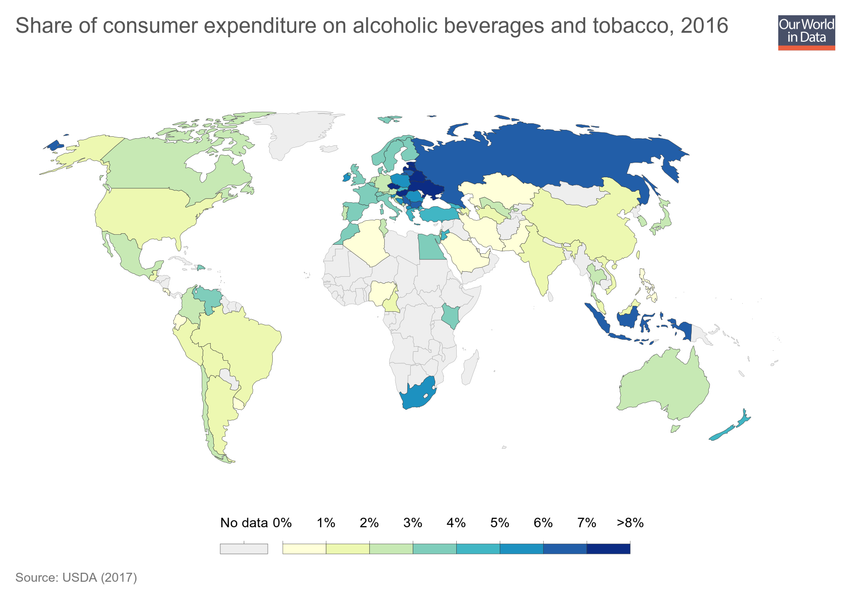 Share of consumer expenditure on alcoholic beverages and tobacco, 2016
Our World
in Data
No data 0% 1% 2% 3% 4% 5% 6% 7% >8%
Source: USDA (2017)